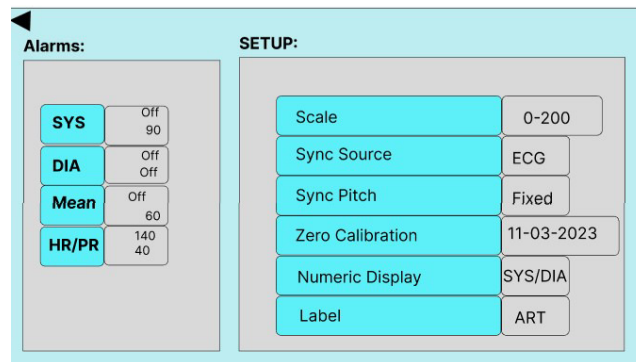 Alarms:
SYS
Off
90
DIA
Off
Off
Mean
Off
60
HR/PR
140
40
SETUP:
Scale
0-200
Sync Source
ECG
Sync Pitch
Fixed
Zero Calibration
11-03-2023
Numeric Display
SYS/DIA
Label
ART